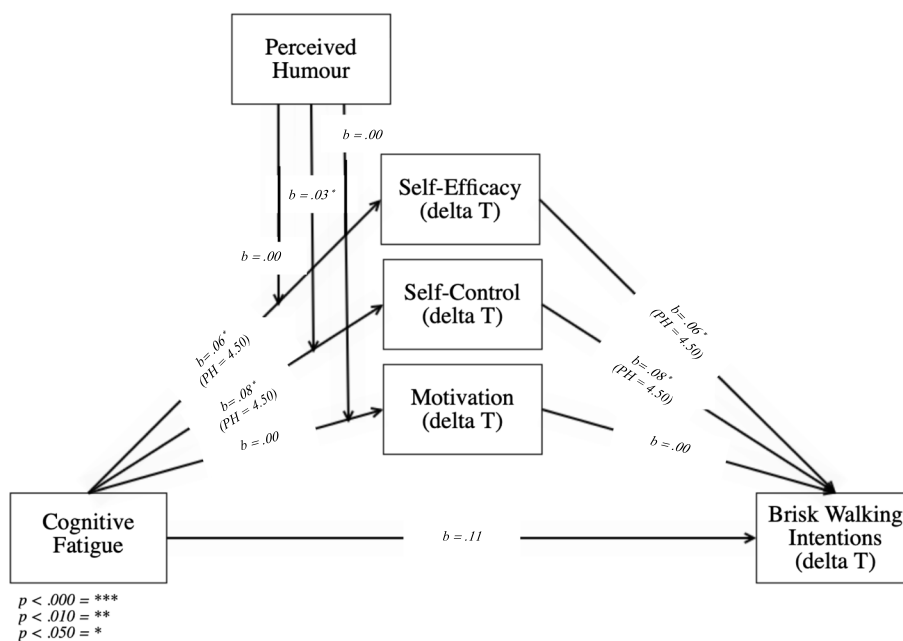 Perceived
Humour
b = .00
b = .03*
b = .00
Self-Efficacy
(delta T)
Self-Control
(delta T)
Motivation
(delta T)
b= .06*
(PH = 4.50)
b= .08*
(PH = 4.50)
b = .00
b= .06*
(PH = 4.50)
b= .08*
(PH = 4.50)
b = .00
Cognitive
Fatigue
b = .11
Brisk Walking
Intentions
(delta T)
p < .000 = ***
p < .010 = **
p < .050 = *